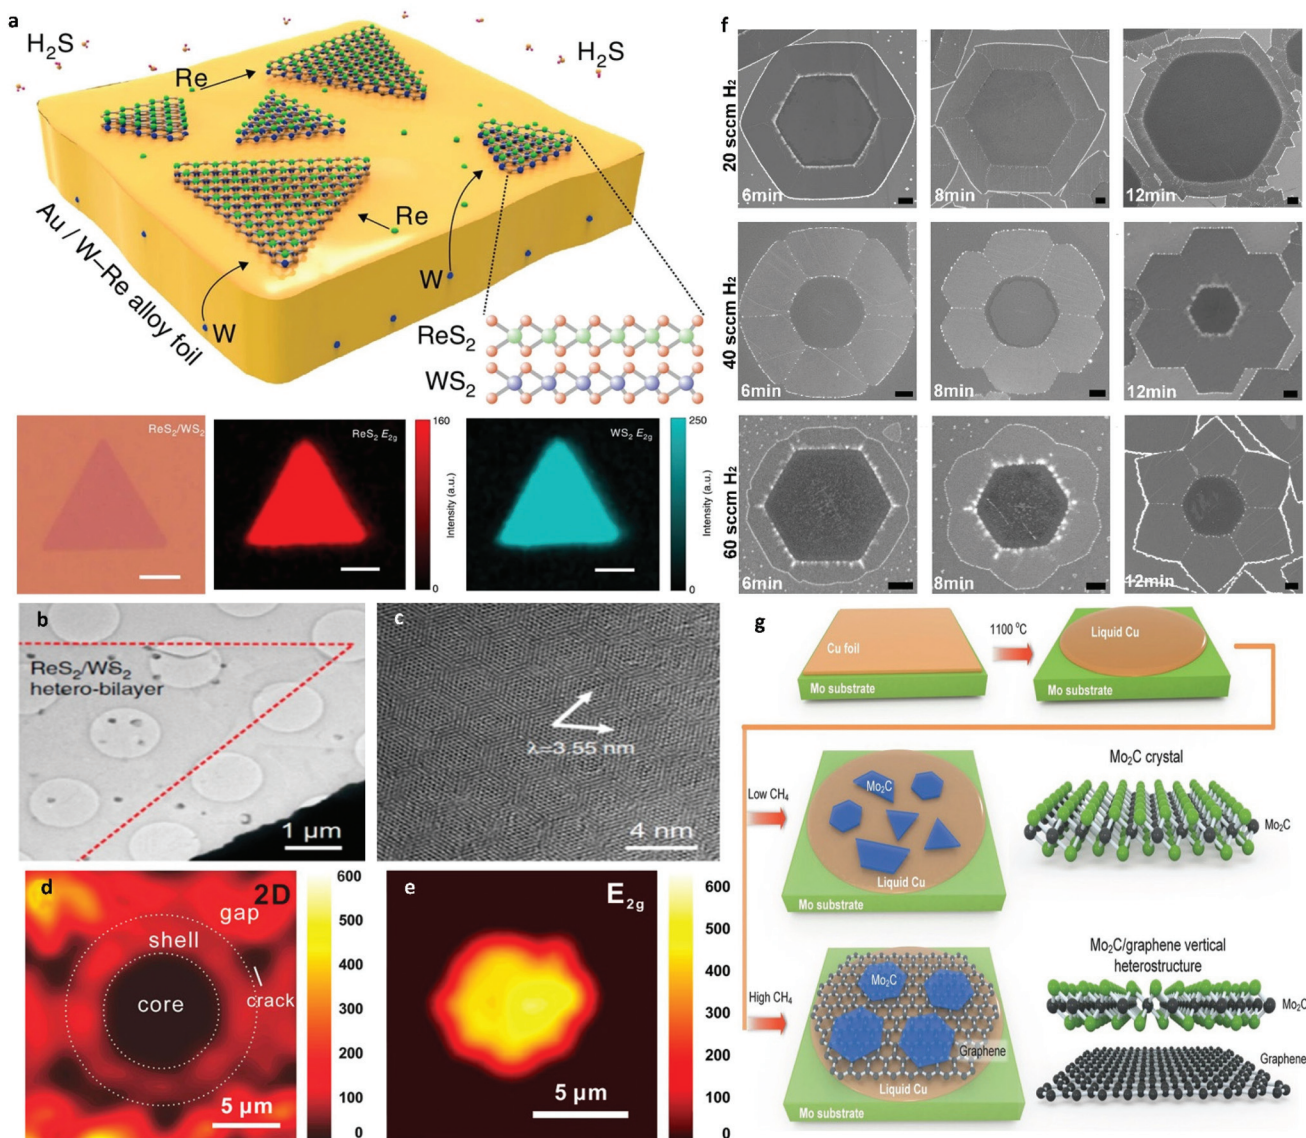 a
H₂S
H₂S
Re
Re
W
W
Au / W–Re alloy foil
ReS₂
WS₂
ReS₂/WS₂
ReS₂ E₂g
160
Intensity (a.u.)
0
WS₂ E₂g
250
Intensity (a.u.)
0
b
ReS₂/WS₂
hetero-bilayer
1 µm
c
λ=3.55 nm
4 nm
d
2D
gap
shell
core
crack
5 µm
600
500
400
300
200
100
0
e
E₂g
5 µm
600
500
400
300
200
100
0
f
20 sccm H₂
6min
8min
12min
40 sccm H₂
6min
8min
12min
60 sccm H₂
6min
8min
12min
g
Cu foil
Mo substrate
1100 °C
Liquid Cu
Mo substrate
Low CH₄
Mo₂C
Liquid Cu
Mo substrate
Mo₂C crystal
Mo₂C
High CH₄
Mo₂C
Graphene
Liquid Cu
Mo substrate
Mo₂C/graphene vertical
heterostructure
Mo₂C
Graphene